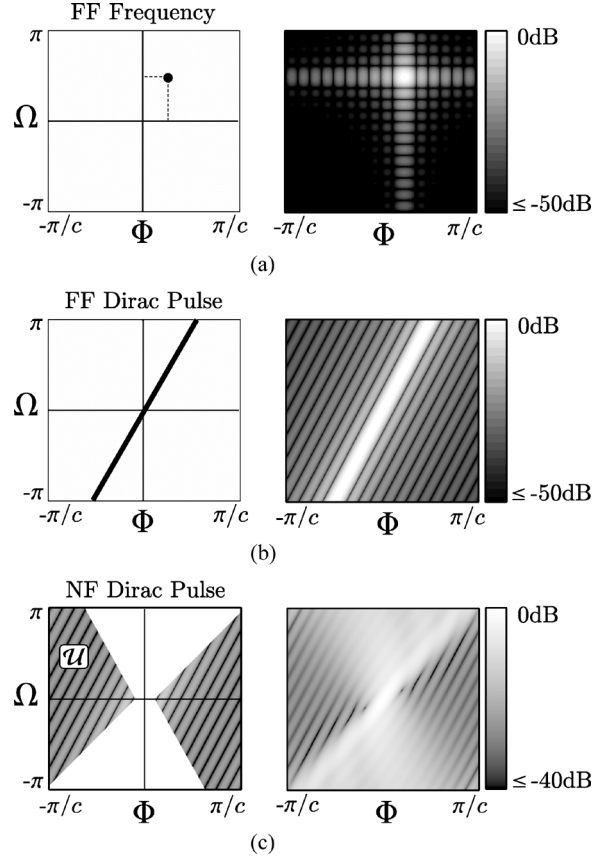 FF Frequency
π
Ω
-π
-π/c
Φ
π/c
0dB
≤ -50dB
-π/c
Φ
π/c
(a)
FF Dirac Pulse
π
Ω
-π
-π/c
Φ
π/c
0dB
≤ -50dB
-π/c
Φ
π/c
(b)
NF Dirac Pulse
π
𝒰
Ω
-π
-π/c
Φ
π/c
0dB
≤ -40dB
-π/c
Φ
π/c
(c)